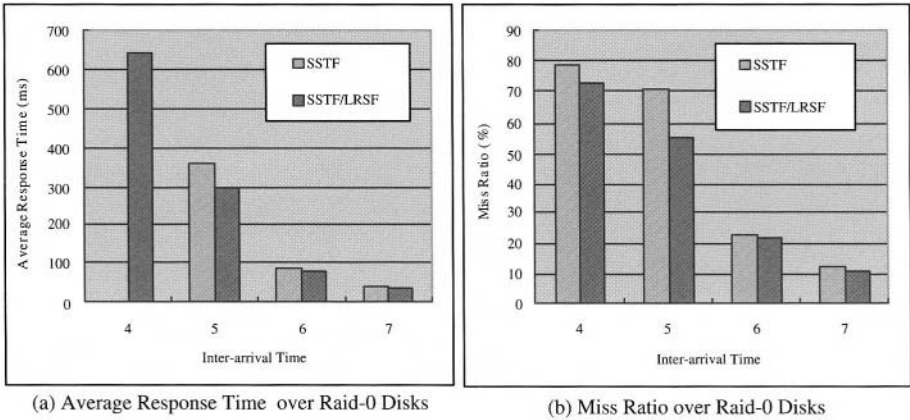 700
600
500
400
300
200
100
0
Average Response Time (ms)
SSTF
SSTF/LRSF
4 5 6 7
Inter-arrival Time
(a) Average Response Time over Raid-0 Disks
90
80
70
60
50
40
30
20
10
0
Miss Ratio (%)
SSTF
SSTF/LRSF
4 5 6 7
Inter-arrival Time
(b) Miss Ratio over Raid-0 Disks